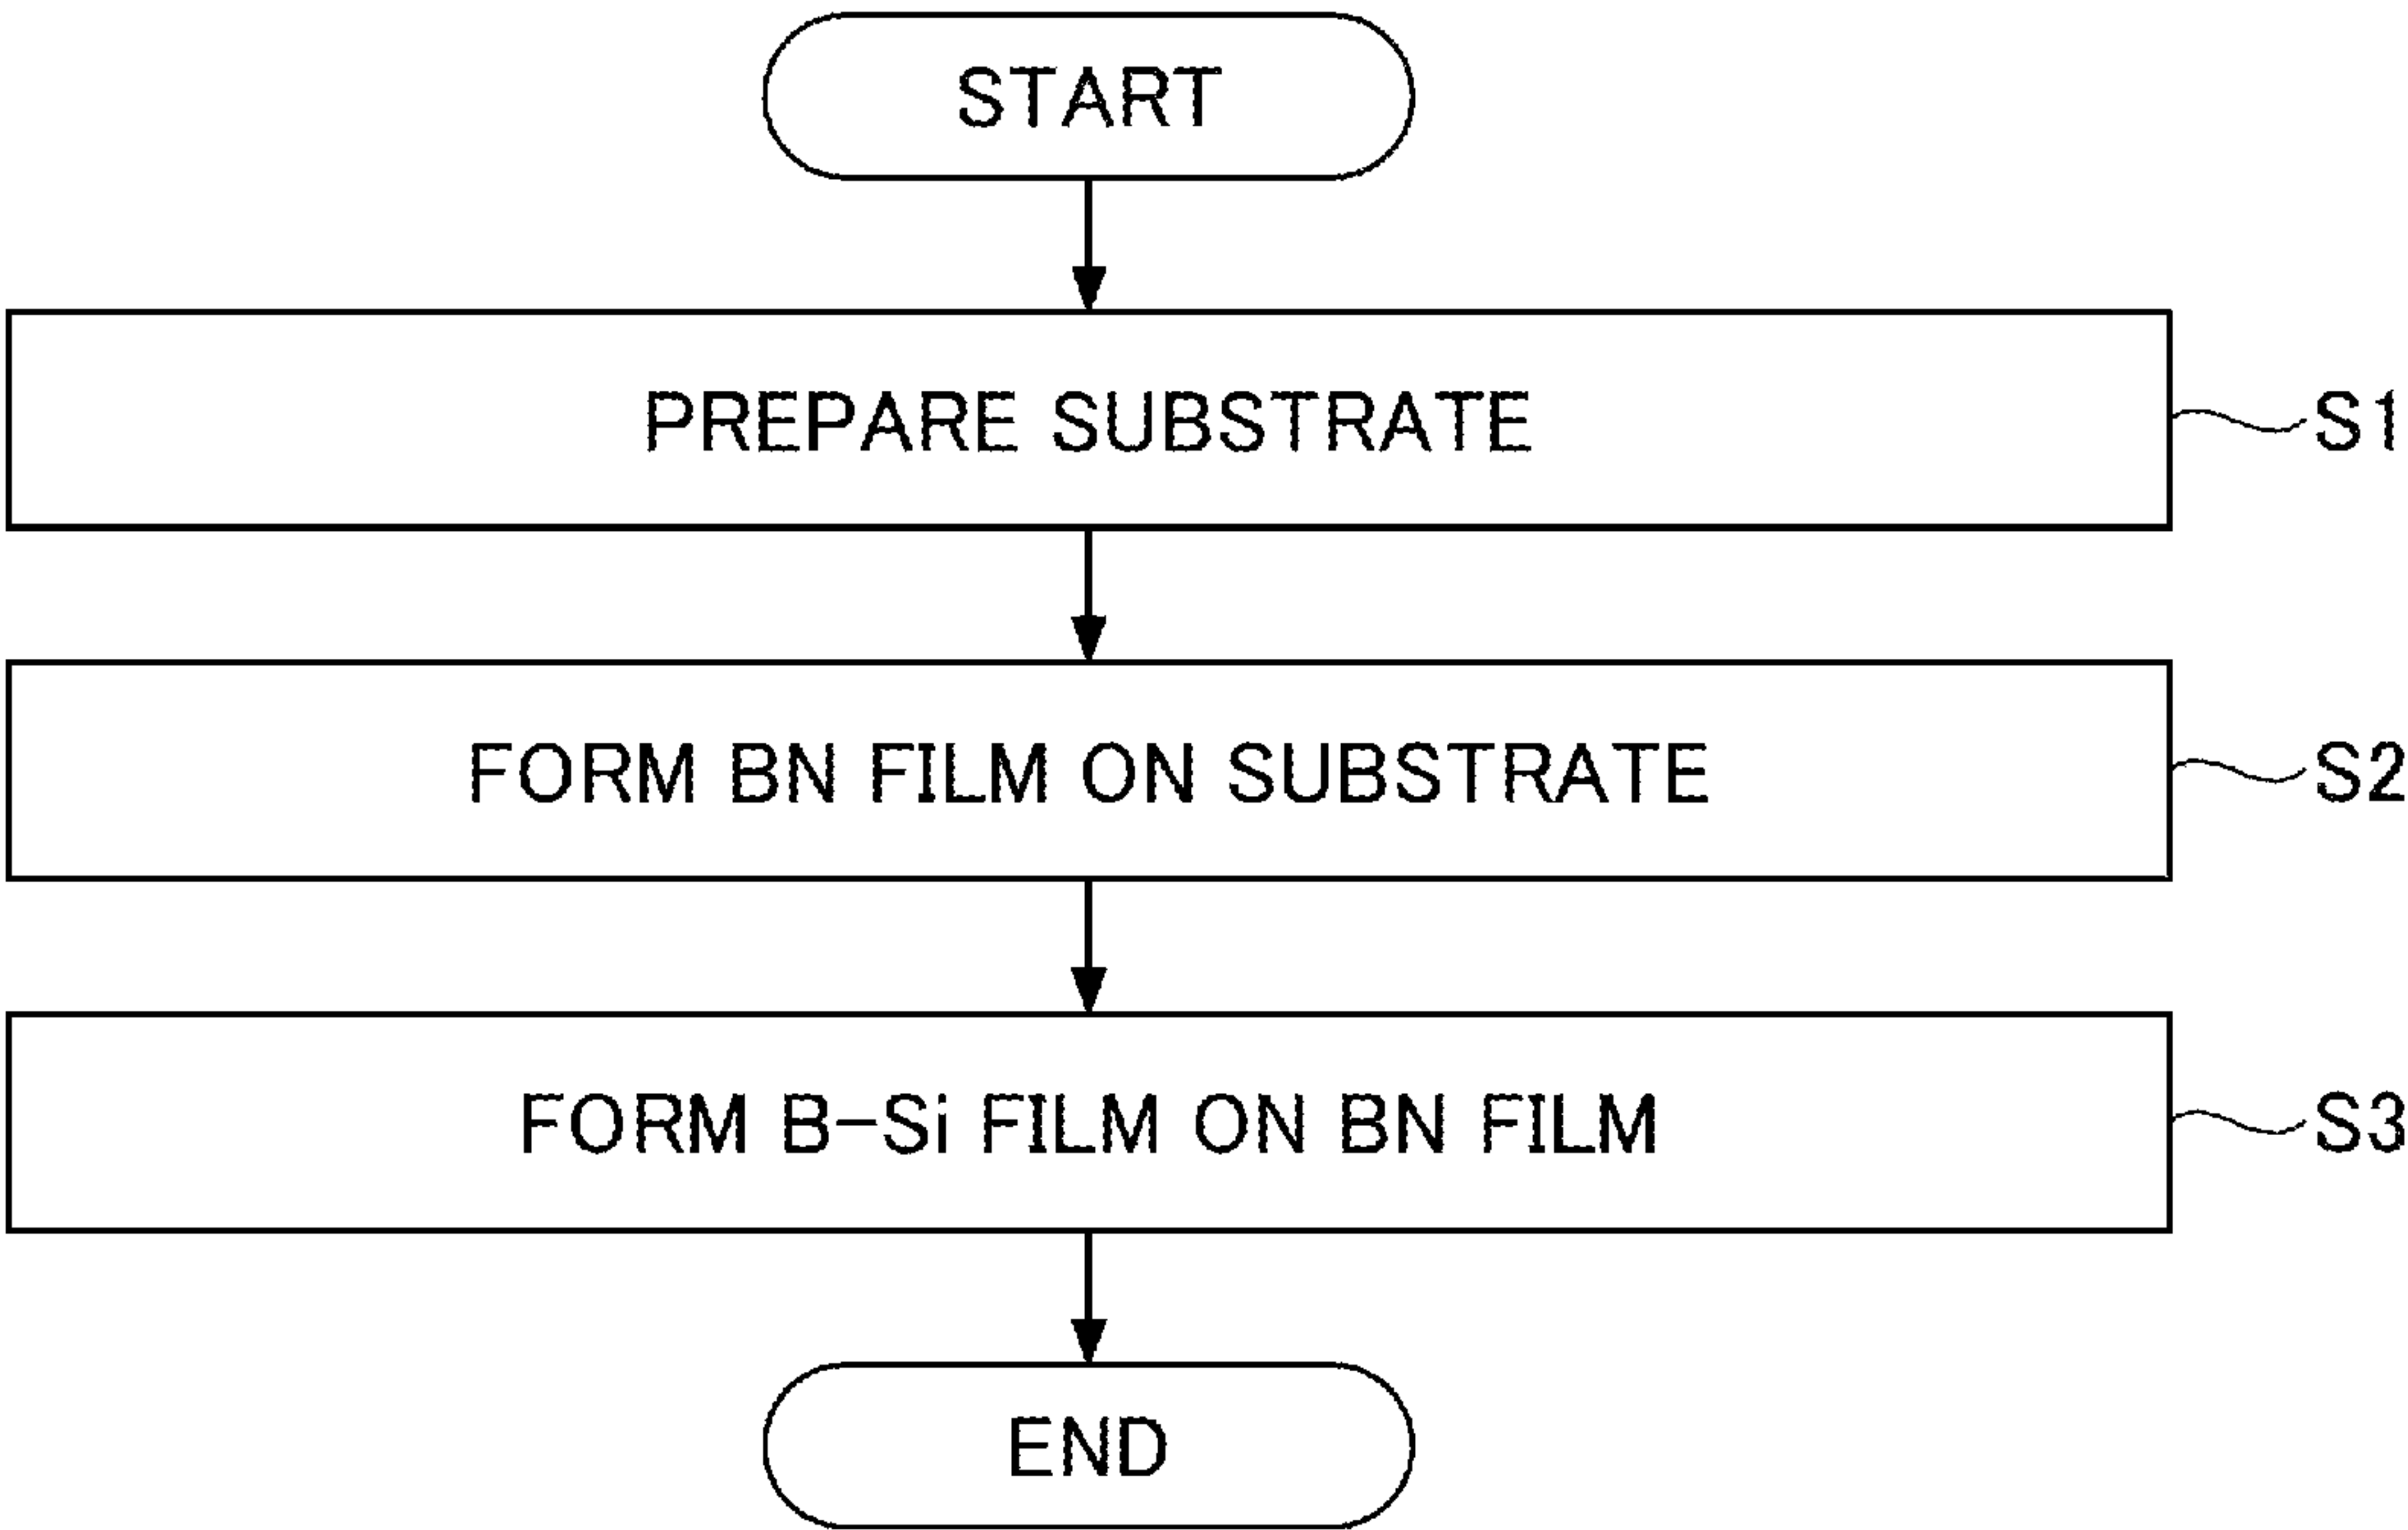 START
PREPARE SUBSTRATE
S1
FORM BN FILM ON SUBSTRATE
S2
FORM B-Si FILM ON BN FILM
S3
END